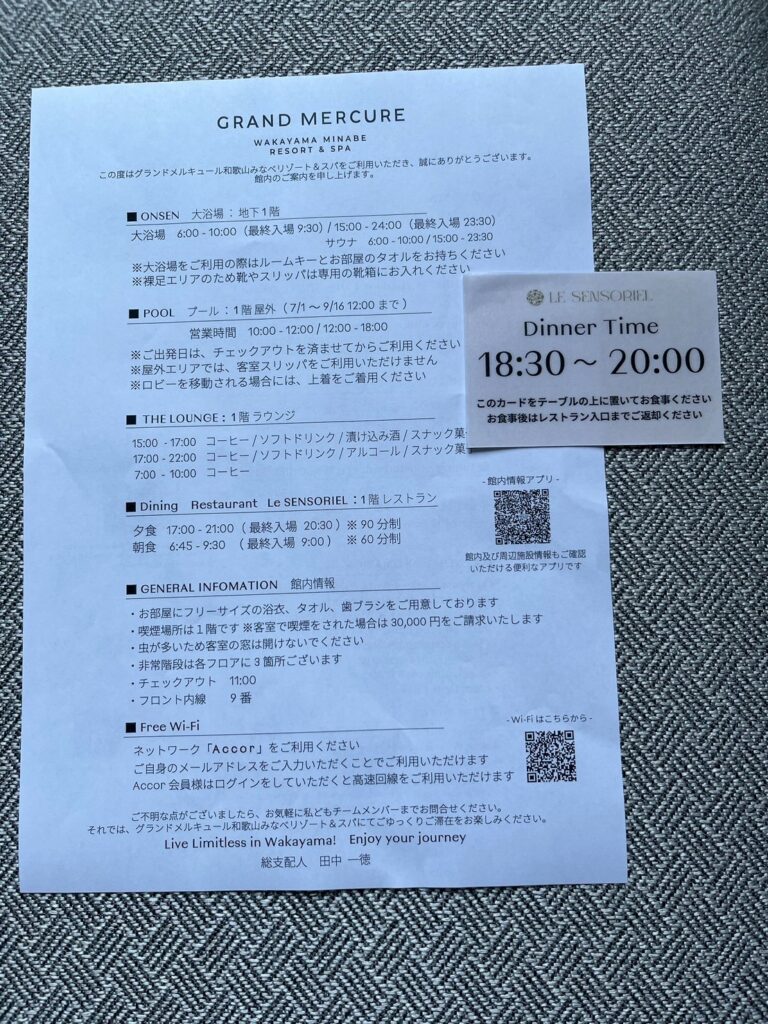 GRAND MERCURE
WAKAYAMA MINABE
RESORT & SPA
この度はグランドメルキュール和歌山みなべリゾート＆スパをご利用いただき、誠にありがとうございます。
館内のご案内を申し上げます。
■ ONSEN 大浴場：地下1階
大浴場 6:00 - 10:00（最終入場 9:30）/ 15:00 - 24:00（最終入場 23:30）
サウナ 6:00 - 10:00 / 15:00 - 23:30
※大浴場をご利用の際はルームキーとお部屋のタオルをお持ちください
※裸足エリアのため靴やスリッパは専用の靴箱にお入れください
■ POOL プール：1階 屋外（7/1 〜 9/16 12:00 まで）
営業時間 10:00 - 12:00 / 12:00 - 18:00
※ご出発日は、チェックアウトを済ませてからご利用ください
※屋外エリアでは、客室スリッパをご利用いただけません
※ロビーを移動される場合には、上着をご着用ください
■ THE LOUNGE：1階 ラウンジ
15:00 - 17:00 コーヒー / ソフトドリンク / 漬け込み酒 / スナック菓
17:00 - 22:00 コーヒー / ソフトドリンク / アルコール / スナック菓
7:00 - 10:00 コーヒー
■ Dining Restaurant Le SENSORIEL：1階 レストラン
夕食 17:00 - 21:00（最終入場 20:30）※ 90 分制
朝食 6:45 - 9:30 （最終入場 9:00） ※ 60 分制
- 館内情報アプリ -
館内及び周辺施設情報もご確認
いただける便利なアプリです
■ GENERAL INFOMATION 館内情報
・お部屋にフリーサイズの浴衣、タオル、歯ブラシをご用意しております
・喫煙場所は１階です ※客室で喫煙をされた場合は 30,000 円をご請求いたします
・虫が多いため客室の窓は開けないでください
・非常階段は各フロアに 3 箇所ございます
・チェックアウト 11:00
・フロント内線 9 番
■ Free Wi-Fi
ネットワーク「Accor」をご利用ください
ご自身のメールアドレスをご入力いただくことでご利用いただけます
Accor 会員様はログインをしていただくと高速回線をご利用いただけます
- Wi-Fi はこちらから -
ご不明な点がございましたら、お気軽に私どもチームメンバーまでお問合せください。
それでは、グランドメルキュール和歌山みなべリゾート＆スパにてごゆっくりご滞在をお楽しみください。
Live Limitless in Wakayama! Enjoy your journey
総支配人 田中 一徳
LE SENSORIEL
Dinner Time
18:30 〜 20:00
このカードをテーブルの上に置いてお食事ください
お食事後はレストラン入口までご返却ください